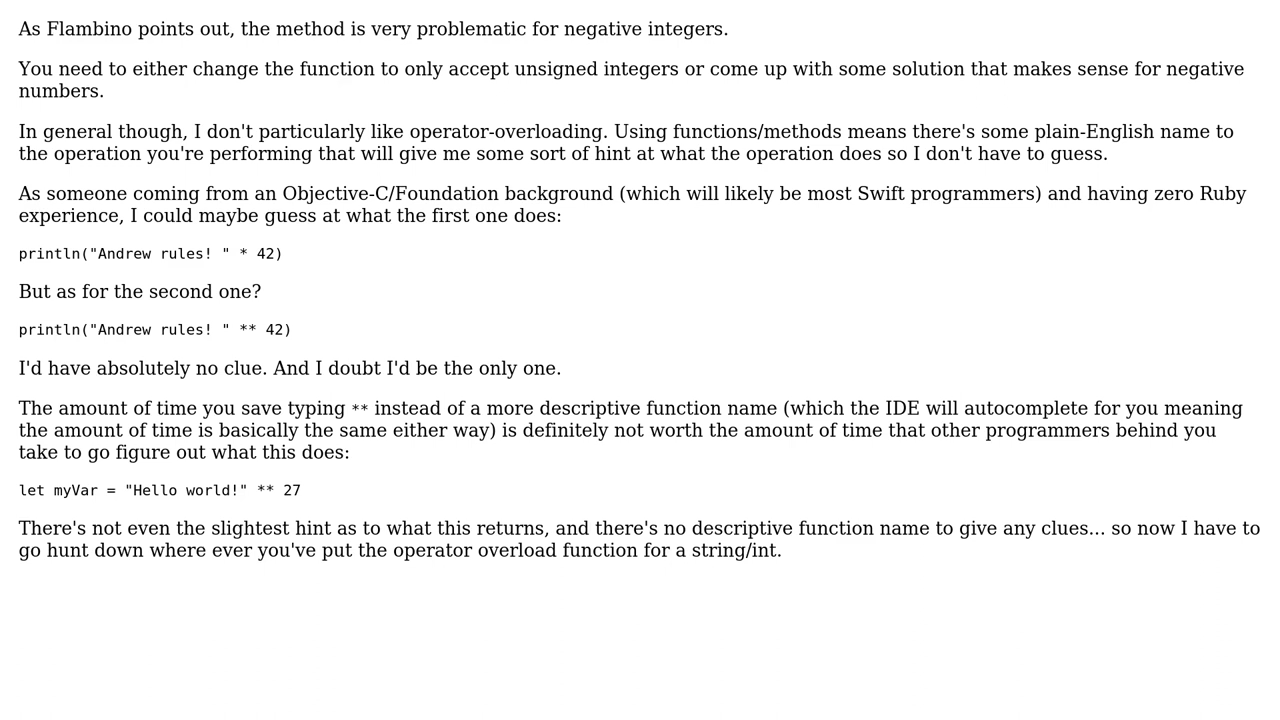 As Flambino points out, the method is very problematic for negative integers.
You need to either change the function to only accept unsigned integers or come up with some solution that makes sense for negative
numbers.
In general though, I don't particularly like operator-overloading. Using functions/methods means there's some plain-English name to
the operation you're performing that will give me some sort of hint at what the operation does so I don't have to guess.
As someone coming from an Objective-C/Foundation background (which will likely be most Swift programmers) and having zero Ruby
experience, I could maybe guess at what the first one does:
println("Andrew rules! " * 42)
But as for the second one?
println("Andrew rules! " ** 42)
I'd have absolutely no clue. And I doubt I'd be the only one.
The amount of time you save typing ** instead of a more descriptive function name (which the IDE will autocomplete for you meaning
the amount of time is basically the same either way) is definitely not worth the amount of time that other programmers behind you
take to go figure out what this does:
let myVar = "Hello world!" ** 27
There's not even the slightest hint as to what this returns, and there's no descriptive function name to give any clues... so now I have to
go hunt down where ever you've put the operator overload function for a string/int.